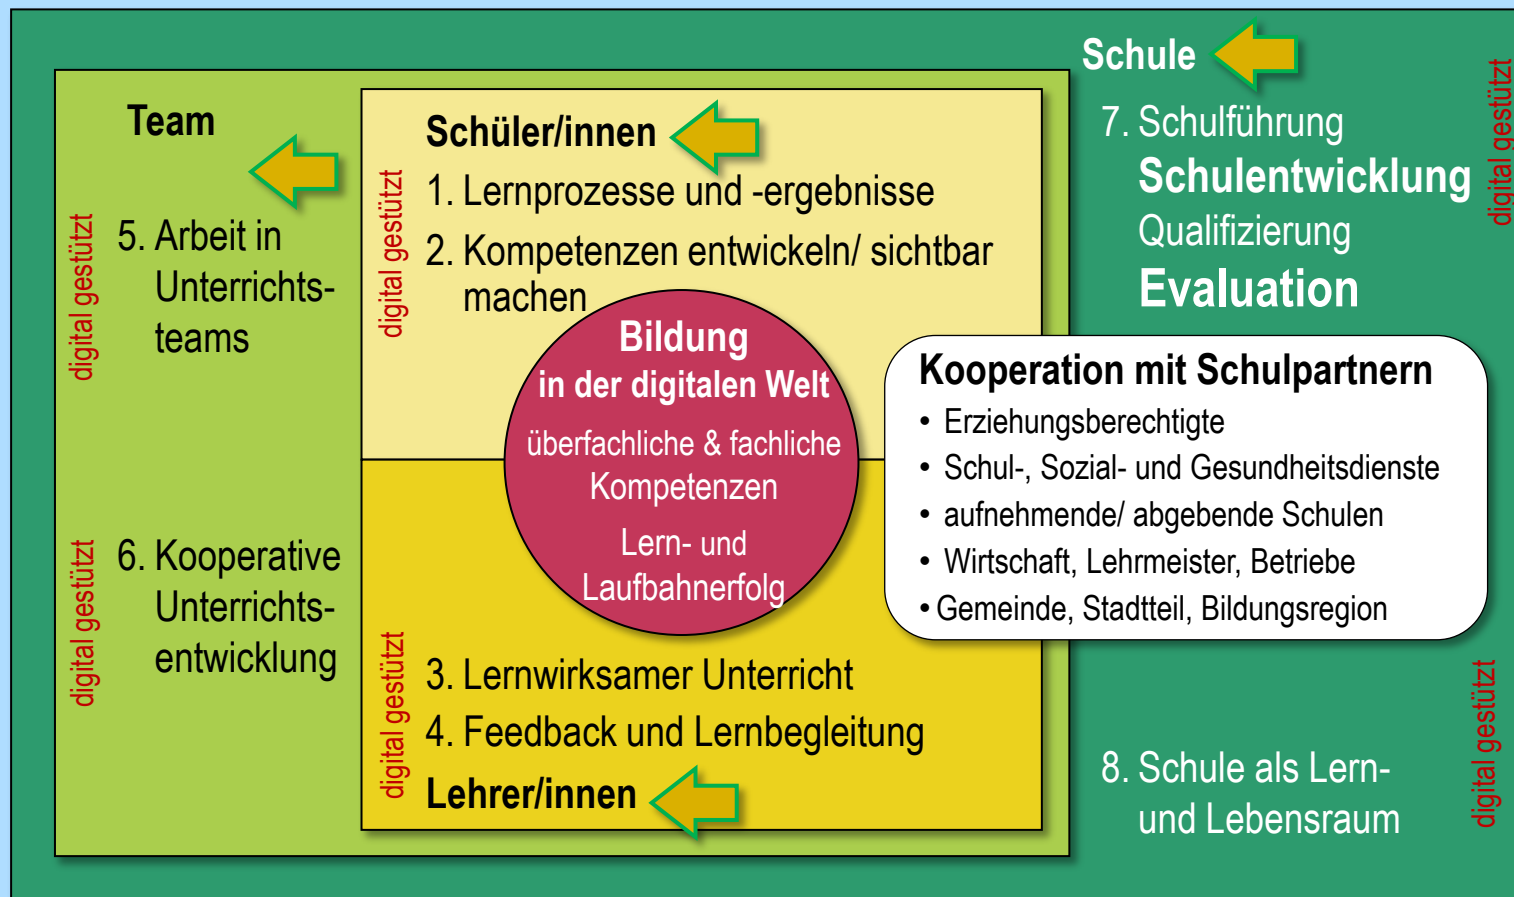 Team
digital gestützt
5. Arbeit in
Unterrichts-
teams
digital gestützt
6. Kooperative
Unterrichts-
entwicklung
Schüler/innen
digital gestützt
1. Lernprozesse und -ergebnisse
2. Kompetenzen entwickeln/ sichtbar
machen
Bildung
in der digitalen Welt
überfachliche & fachliche
Kompetenzen
Lern- und
Laufbahnerfolg
digital gestützt
3. Lernwirksamer Unterricht
4. Feedback und Lernbegleitung
Lehrer/innen
Schule
digital gestützt
7. Schulführung
Schulentwicklung
Qualifizierung
Evaluation
Kooperation mit Schulpartnern
• Erziehungsberechtigte
• Schul-, Sozial- und Gesundheitsdienste
• aufnehmende/ abgebende Schulen
• Wirtschaft, Lehrmeister, Betriebe
• Gemeinde, Stadtteil, Bildungsregion
digital gestützt
8. Schule als Lern-
und Lebensraum